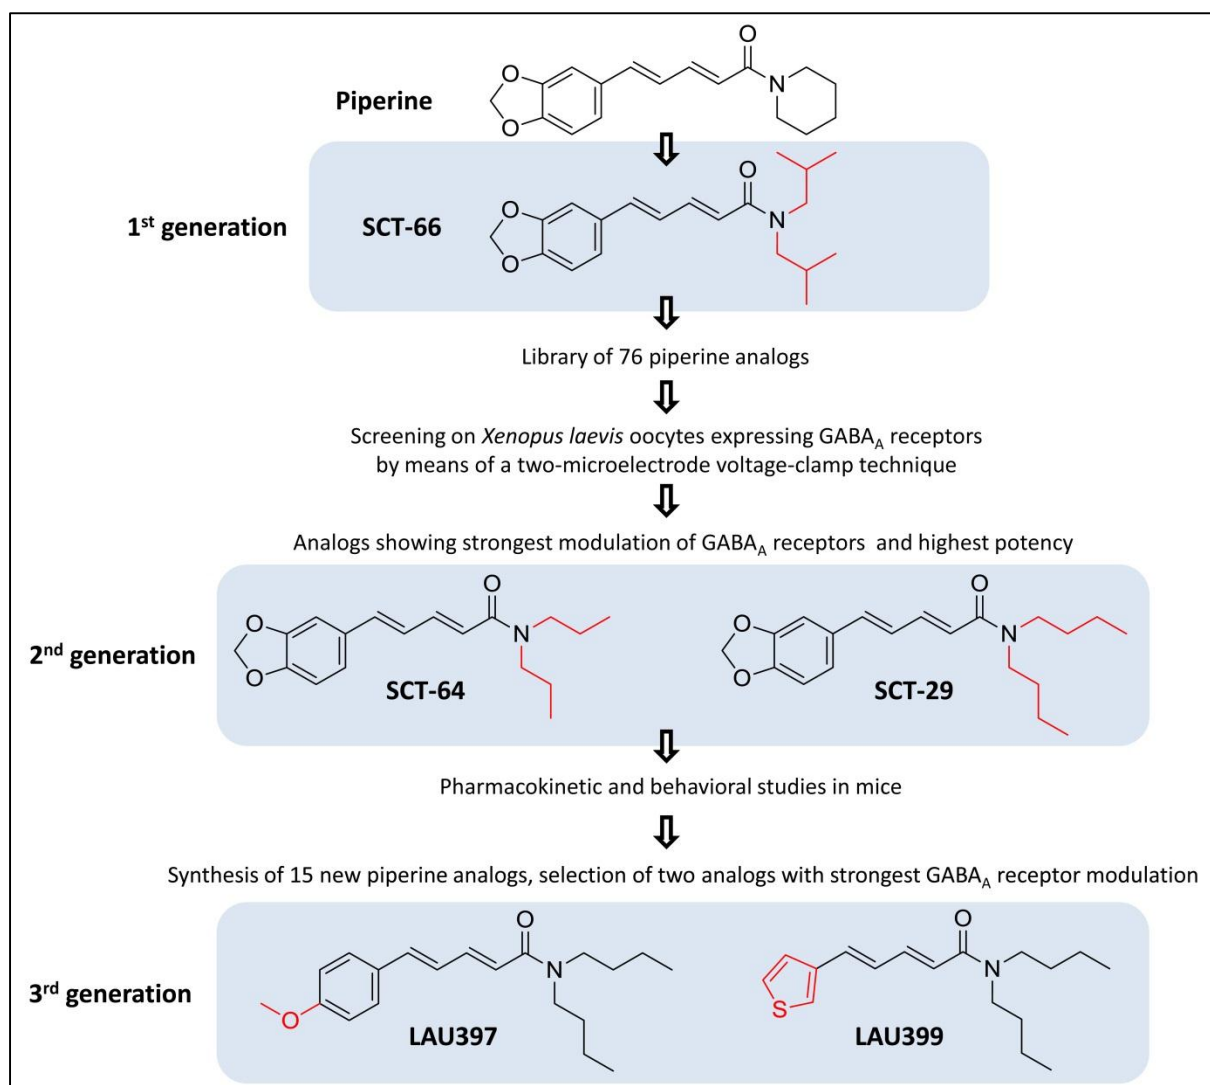 Piperine
O
O
O
N
1st generation
SCT-66
O
O
O
N
Library of 76 piperine analogs
Screening on Xenopus laevis oocytes expressing GABAA receptors
by means of a two-microelectrode voltage-clamp technique
Analogs showing strongest modulation of GABAA receptors and highest potency
2nd generation
O
O
O
N
SCT-64
O
O
O
N
SCT-29
Pharmacokinetic and behavioral studies in mice
Synthesis of 15 new piperine analogs, selection of two analogs with strongest GABAA receptor modulation
3rd generation
O
O
N
LAU397
O
S
N
LAU399